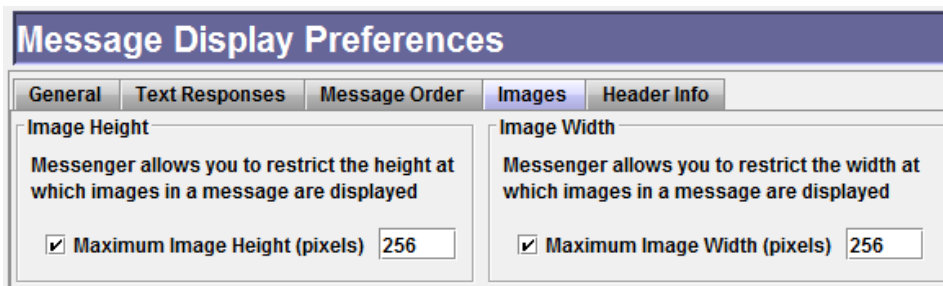 Message Display Preferences
General Text Responses Message Order Images Header Info
Image Height
Messenger allows you to restrict the height at
which images in a message are displayed
Maximum Image Height (pixels) 256
Image Width
Messenger allows you to restrict the width at
which images in a message are displayed
Maximum Image Width (pixels) 256